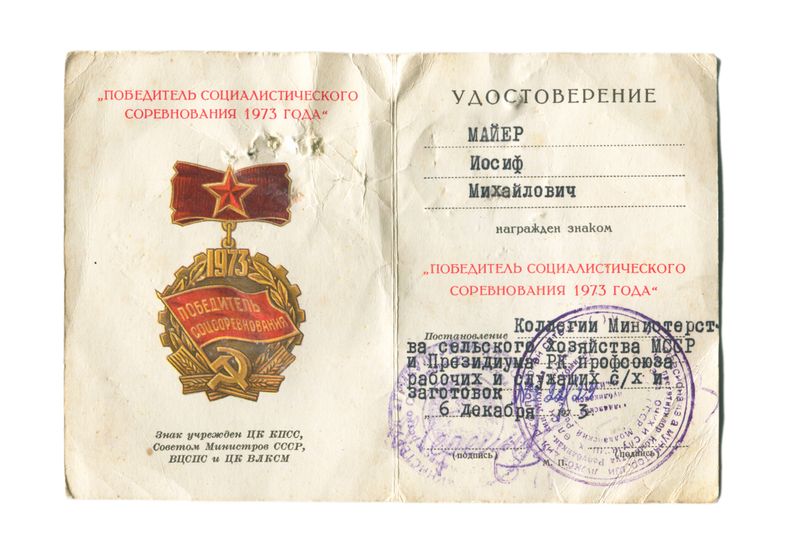 „ПОБЕДИТЕЛЬ СОЦИАЛИСТИЧЕСКОГО
СОРЕВНОВАНИЯ 1973 ГОДА“
1973
ПОБЕДИТЕЛЬ
СОЦСОРЕВНОВАНИЯ
Знак учрежден ЦК КПСС,
Советом Министров СССР,
ВЦСПС и ЦК ВЛКСМ
УДОСТОВЕРЕНИЕ
МАЙЕР
Иосиф
Михайлович
награжден знаком
„ПОБЕДИТЕЛЬ СОЦИАЛИСТИЧЕСКОГО
СОРЕВНОВАНИЯ 1973 ГОДА“
Постановление Коллегии Министерст-
ва сельского хозяйства МССР
и Президиума РК Профсоюза
рабочих и служащих с/х и
заготовок
6 декабря 3
(подпись) (подпись)
М. П.